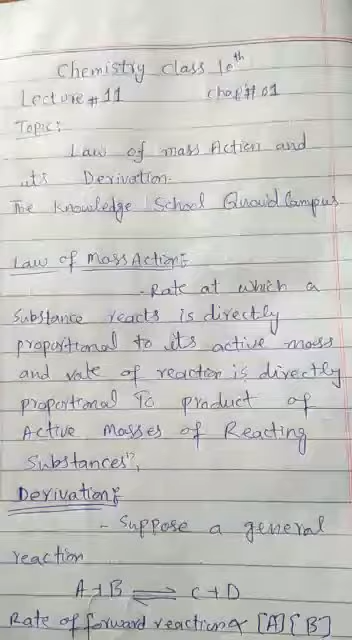 Chemistry Class 10th
Lecture # 11 Chap # 01
Topic:
Law of mass Action and
its Derivation.
The Knowledge School Quaid Campus
Law of Mass Action:
- Rate at which a
Substance reacts is directly
proportional to its active mass
and rate of reaction is directly
proportional To product of
Active Masses of Reacting
Substances",
Derivation:
- Suppose a general
reaction
A+B ⇌ C+D
Rate of forward reaction ∝ [A][B]